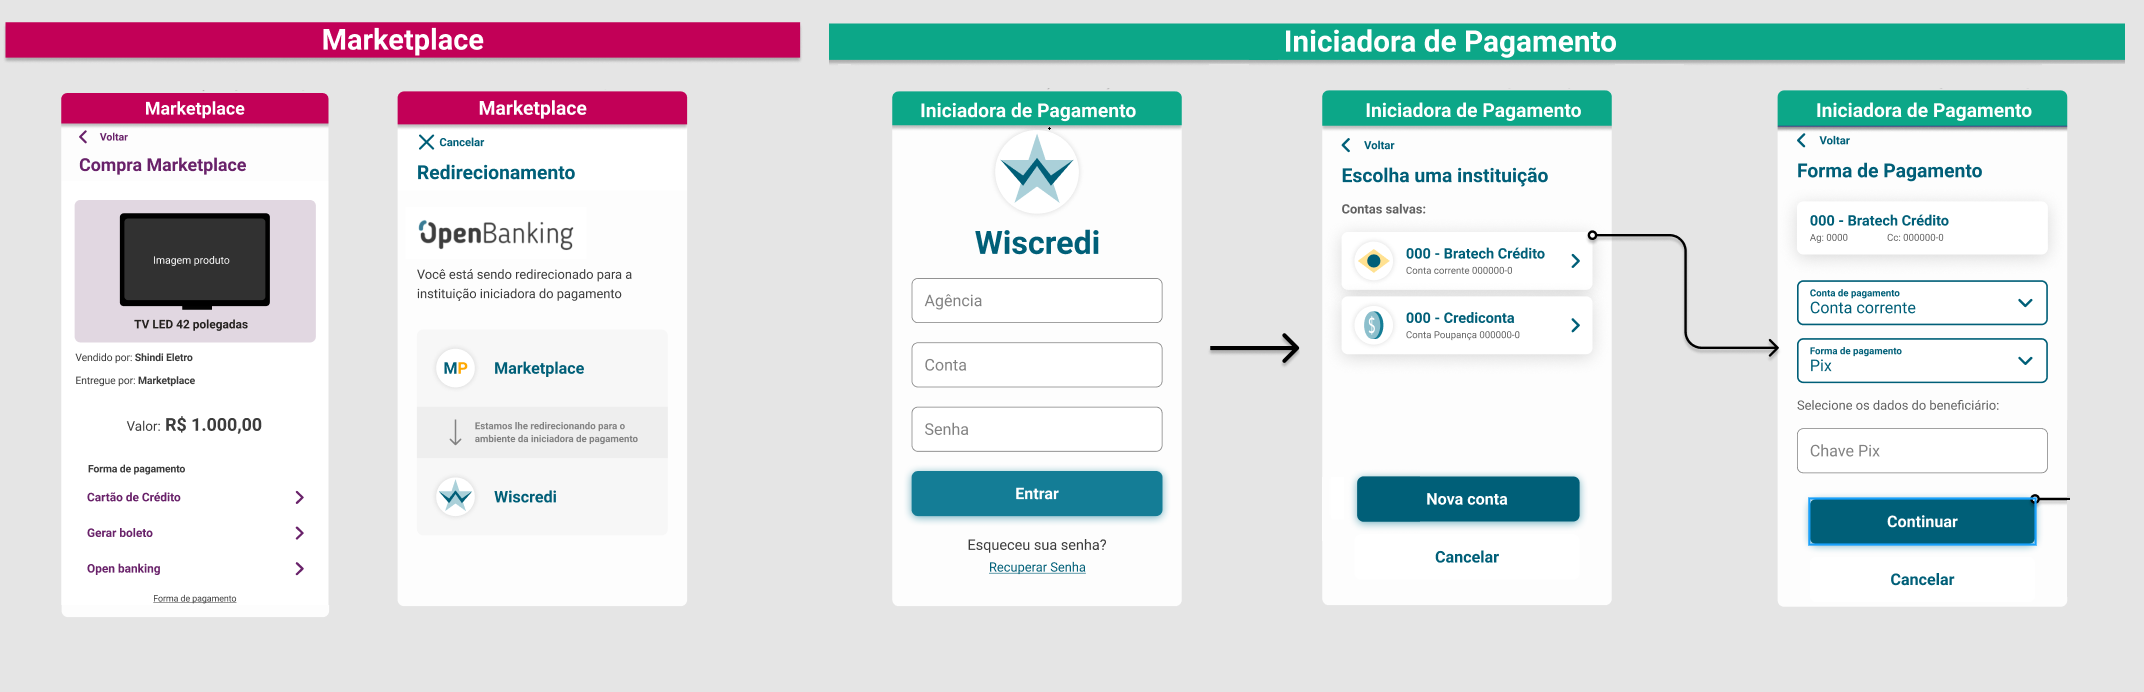 Marketplace
Iniciadora de Pagamento
Marketplace
Voltar
Compra Marketplace
Imagem produto
TV LED 42 polegadas
Vendido por: Shindi Eletro
Entregue por: Marketplace
Valor: R$ 1.000,00
Forma de pagamento
Cartão de Crédito
Gerar boleto
Open banking
Forma de pagamento
Marketplace
Cancelar
Redirecionamento
OpenBanking
Você está sendo redirecionado para a
instituição iniciadora do pagamento
MP Marketplace
Estamos lhe redirecionando para o
ambiente da iniciadora de pagamento
Wiscredi
Iniciadora de Pagamento
Wiscredi
Agência
Conta
Senha
Entrar
Esqueceu sua senha?
Recuperar Senha
Iniciadora de Pagamento
Voltar
Escolha uma instituição
Contas salvas:
000 - Bratech Crédito
Conta corrente 000000-0
$
000 - Crediconta
Conta Poupança 000000-0
Nova conta
Cancelar
Iniciadora de Pagamento
Voltar
Forma de Pagamento
000 - Bratech Crédito
Ag: 0000 Cc: 000000-0
Conta de pagamento
Conta corrente
Forma de pagamento
Pix
Selecione os dados do beneficiário:
Chave Pix
Continuar
Cancelar